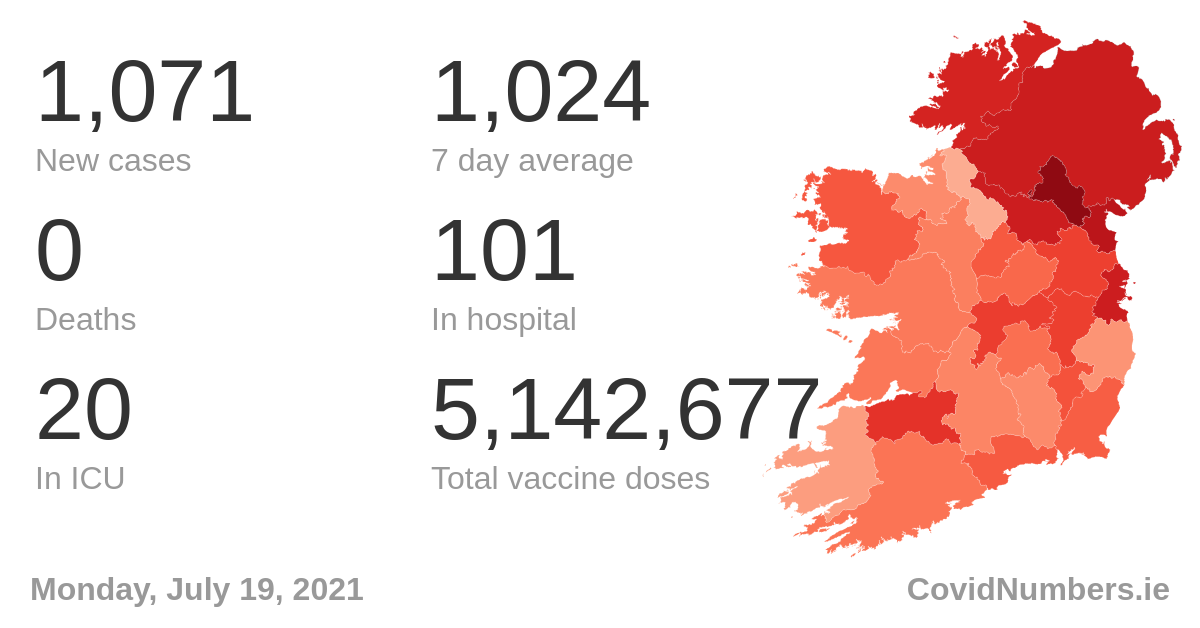 1,071
New cases
1,024
7 day average
0
Deaths
101
In hospital
20
In ICU
5,142,677
Total vaccine doses
Monday, July 19, 2021
CovidNumbers.ie